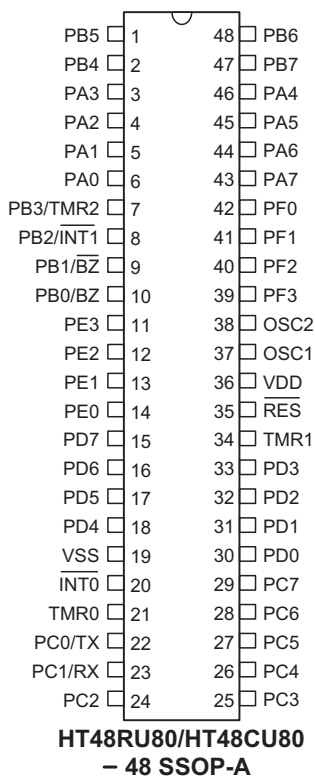 PB5 1 48 PB6
PB4 2 47 PB7
PA3 3 46 PA4
PA2 4 45 PA5
PA1 5 44 PA6
PA0 6 43 PA7
PB3/TMR2 7 42 PF0
PB2/I̅N̅T̅1̅ 8 41 PF1
PB1/B̅Z̅ 9 40 PF2
PB0/BZ 10 39 PF3
PE3 11 38 OSC2
PE2 12 37 OSC1
PE1 13 36 VDD
PE0 14 35 R̅E̅S̅
PD7 15 34 TMR1
PD6 16 33 PD3
PD5 17 32 PD2
PD4 18 31 PD1
VSS 19 30 PD0
I̅N̅T̅0̅ 20 29 PC7
TMR0 21 28 PC6
PC0/TX 22 27 PC5
PC1/RX 23 26 PC4
PC2 24 25 PC3
HT48RU80/HT48CU80
– 48 SSOP-A